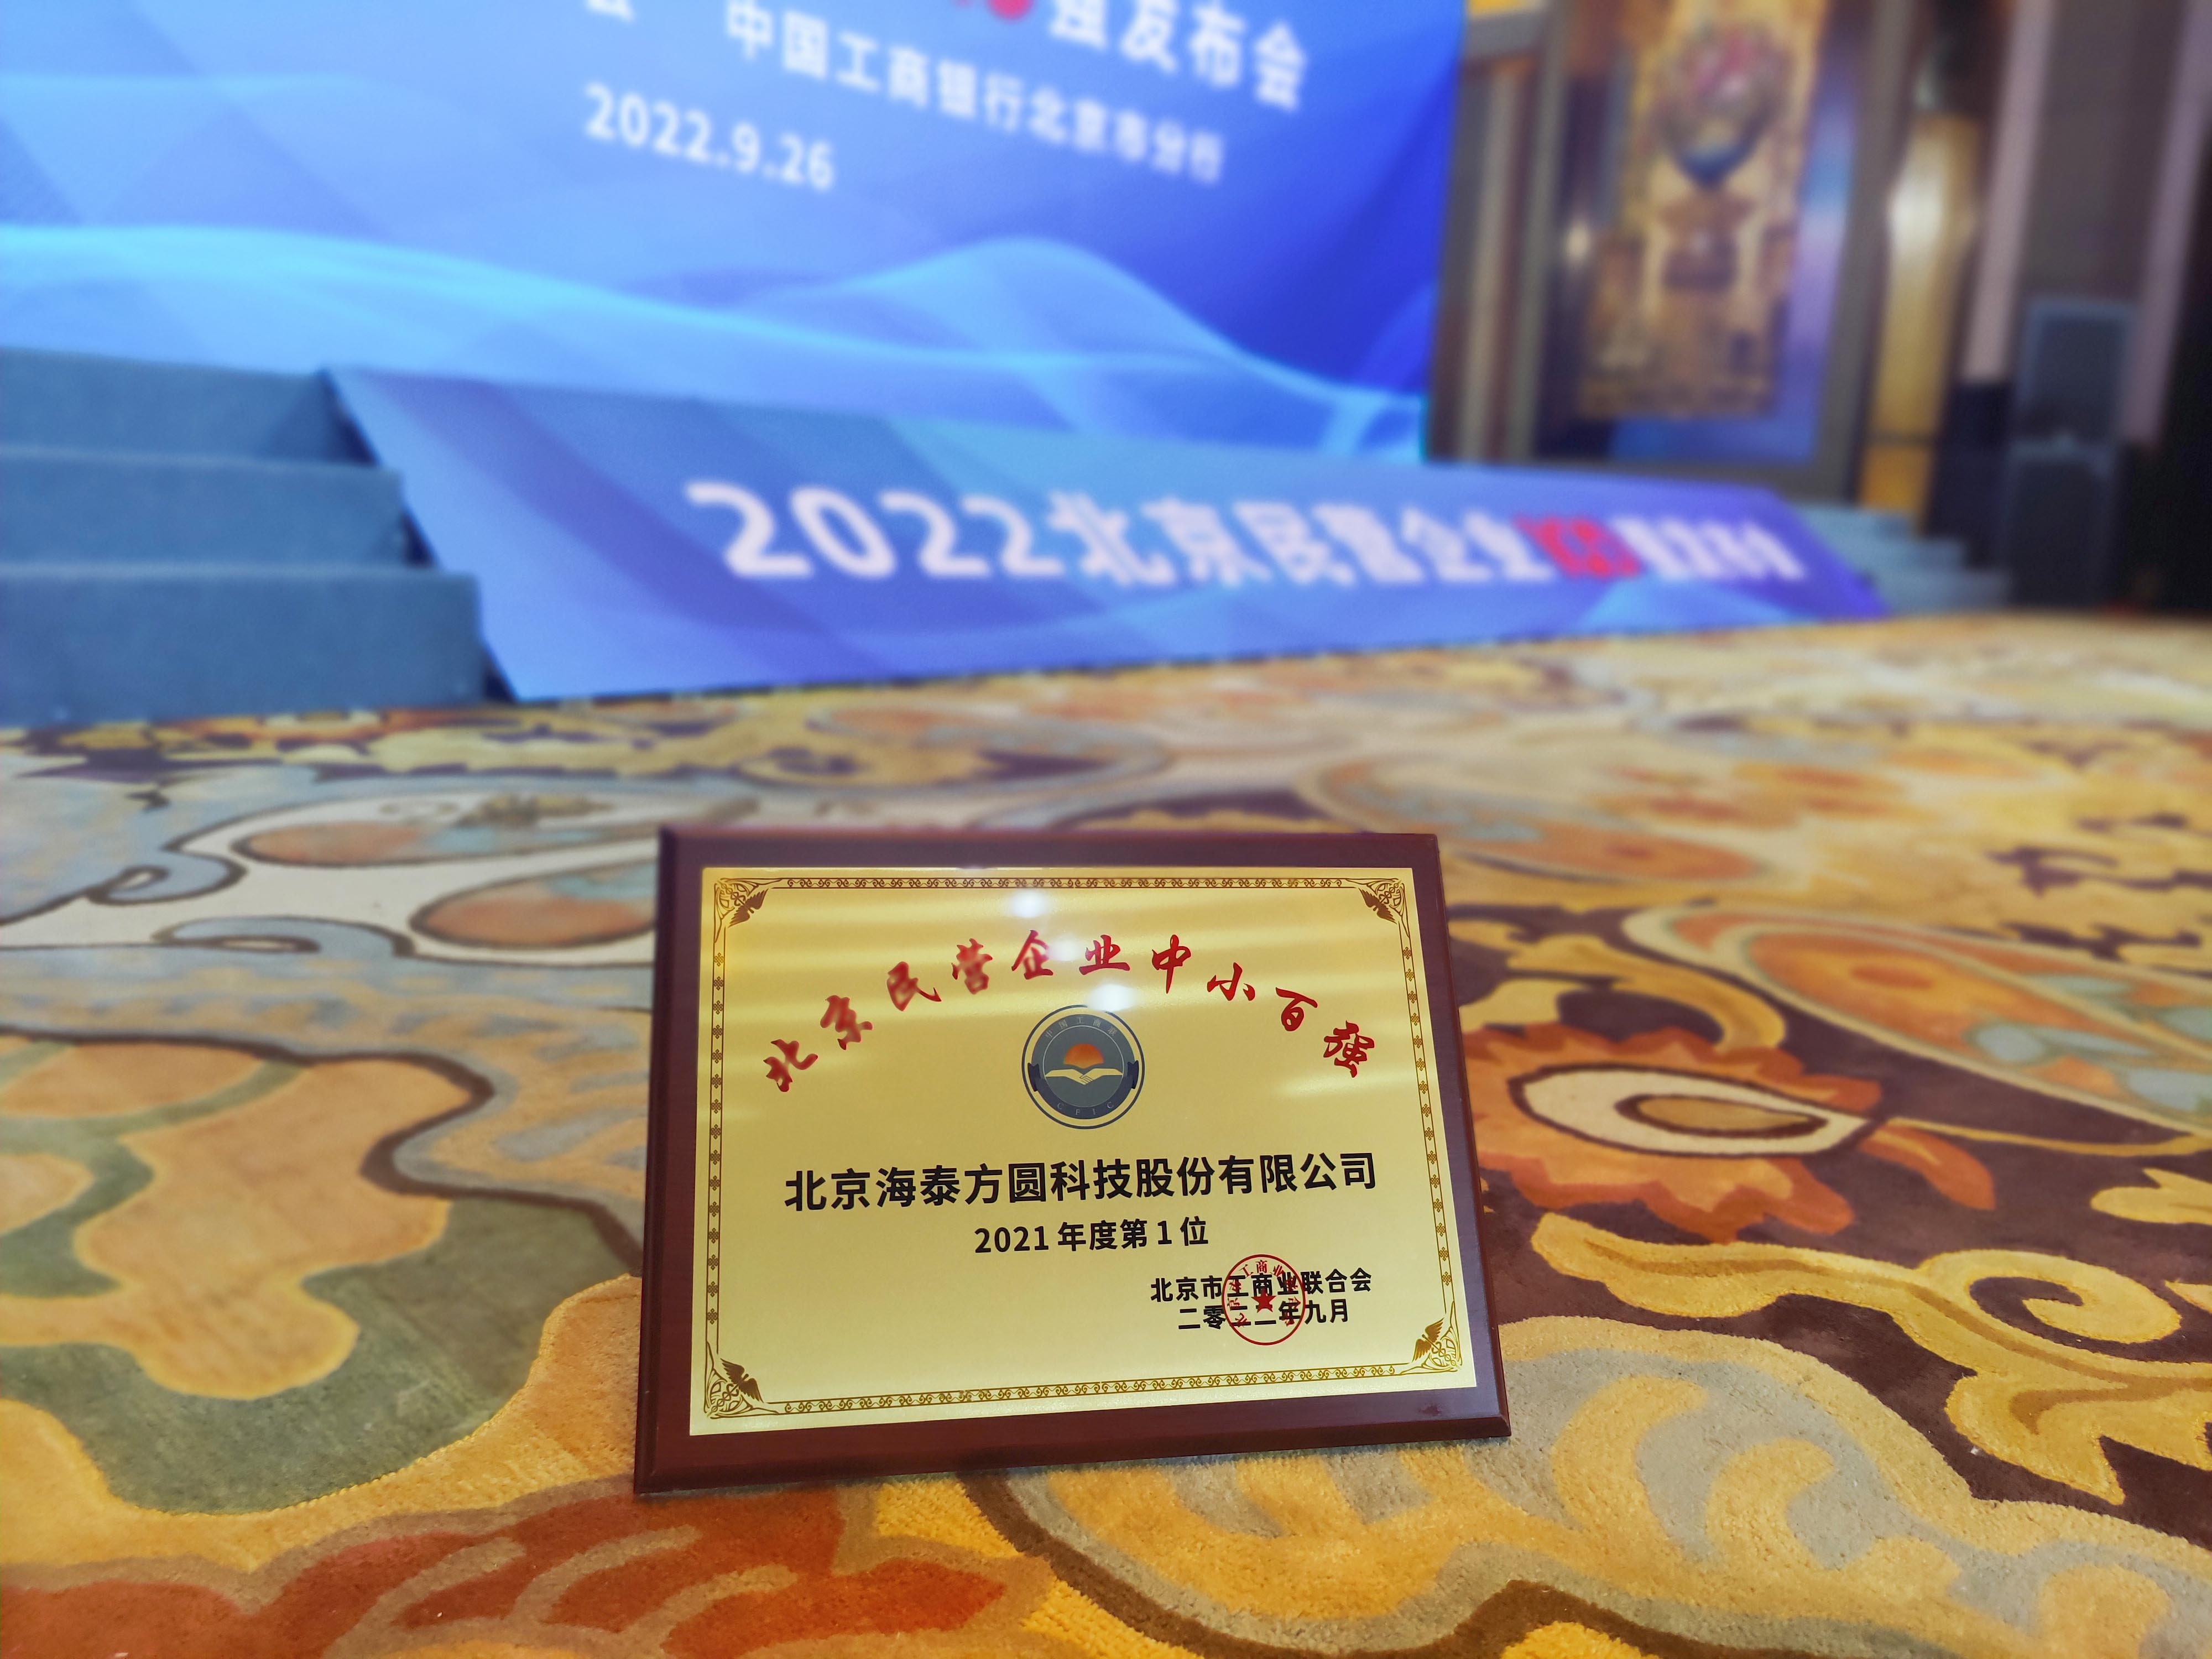 强发布会
中国工商银行北京市分行
2022.9.26
2022北京民营企业
北京民营企业中小百强
北京海泰方圆科技股份有限公司
2021年度第1位
北京市工商业联合会
二零二二年九月